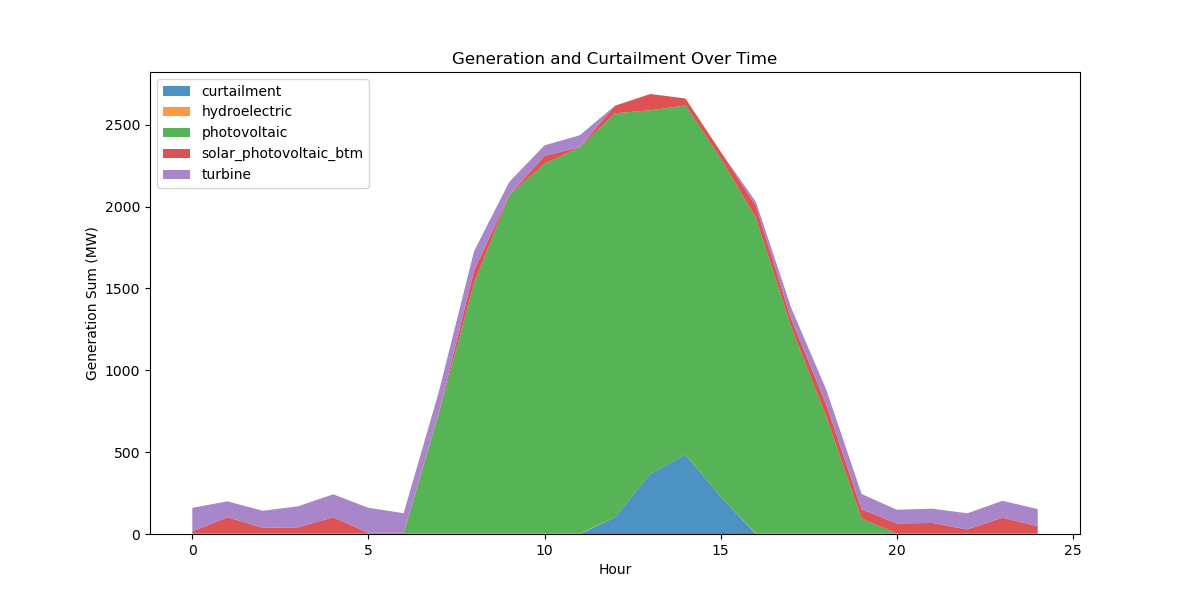 Generation and Curtailment Over Time
curtailment
hydroelectric
photovoltaic
solar_photovoltaic_btm
turbine
Generation Sum (MW)
2500
2000
1500
1000
500
0
0 5 10 15 20 25
Hour